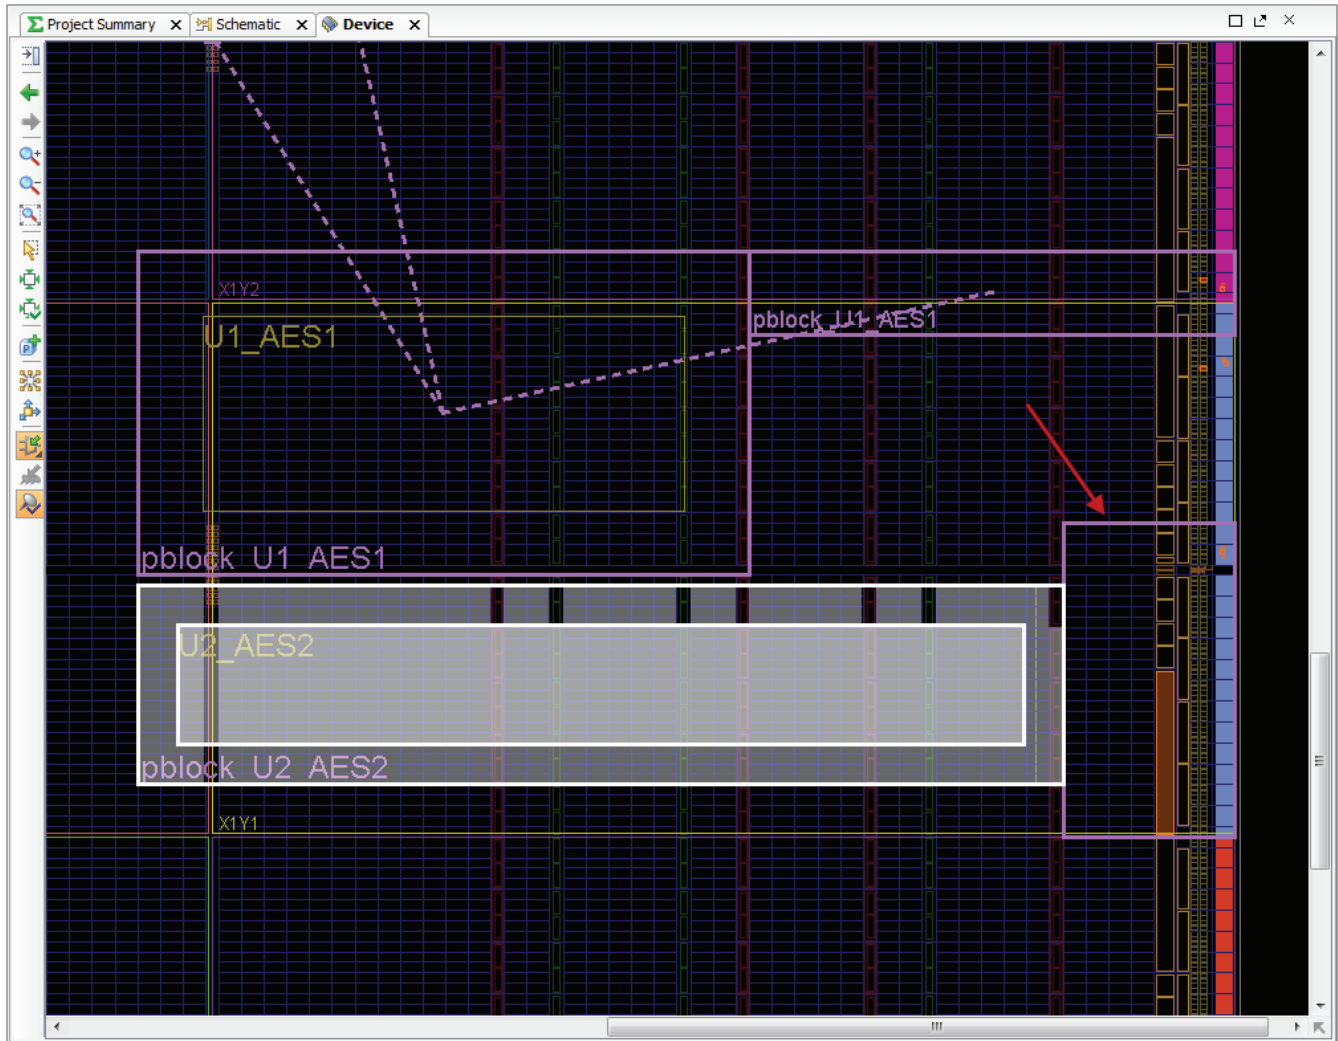 Project Summary
Schematic
Device
X1Y2
U1_AES1
pblock_U1_AES1
pblock_U1_AES1
U2_AES2
pblock_U2_AES2
X1Y1